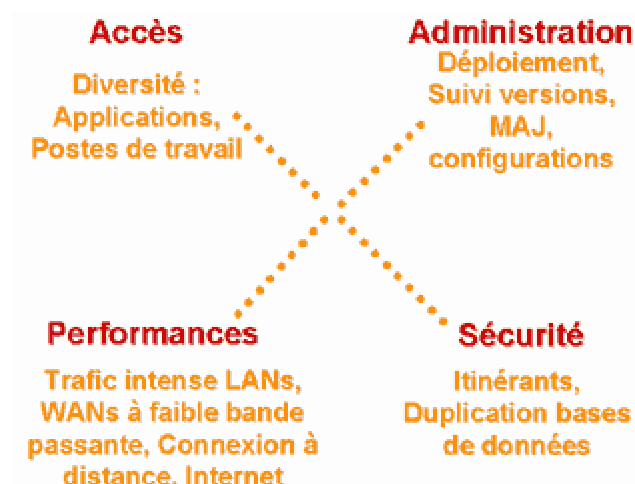 Accès
Diversité :
Applications,
Postes de travail
Administration
Déploiement,
Suivi versions,
MAJ,
configurations
Performances
Trafic intense LANs,
WANs à faible bande
passante, Connexion à
distance, Internet
Sécurité
Itinérants,
Duplication bases
de données